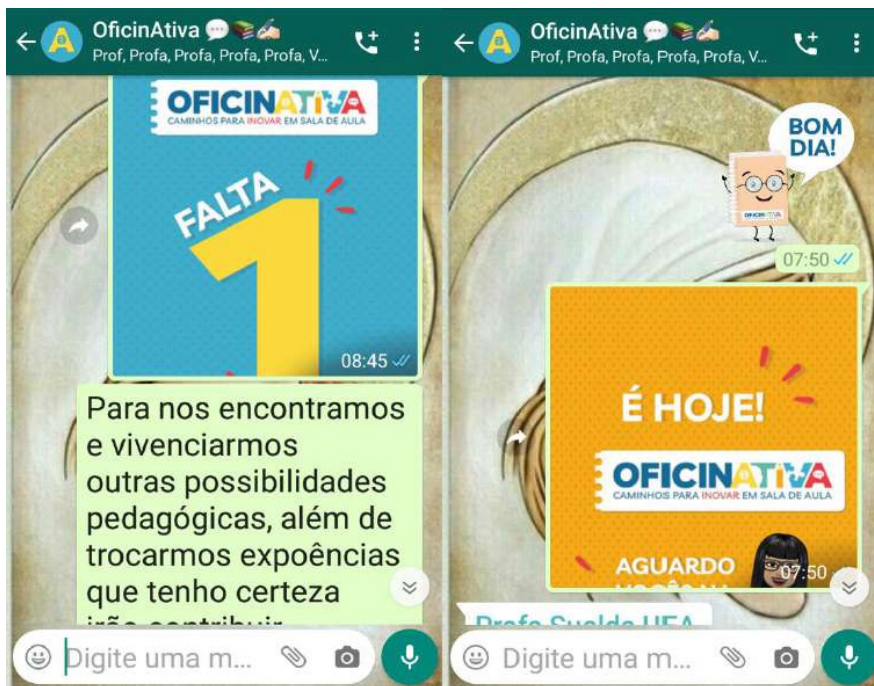 OficinAtiva
Prof, Profa, Profa, Profa, Profa, V...
OFICINATIVA
CAMINHOS PARA INOVAR EM SALA DE AULA
FALTA
1
08:45
Para nos encontramos
e vivenciarmos
outras possibilidades
pedagógicas, além de
trocarmos expoências
que tenho certeza
irão contribuir
Digite uma m...
OficinAtiva
Prof, Profa, Profa, Profa, Profa, V...
BOM
DIA!
OFICINATIVA
07:50
É HOJE!
OFICINATIVA
CAMINHOS PARA INOVAR EM SALA DE AULA
AGUARDO
07:50
Profa
Digite uma m...